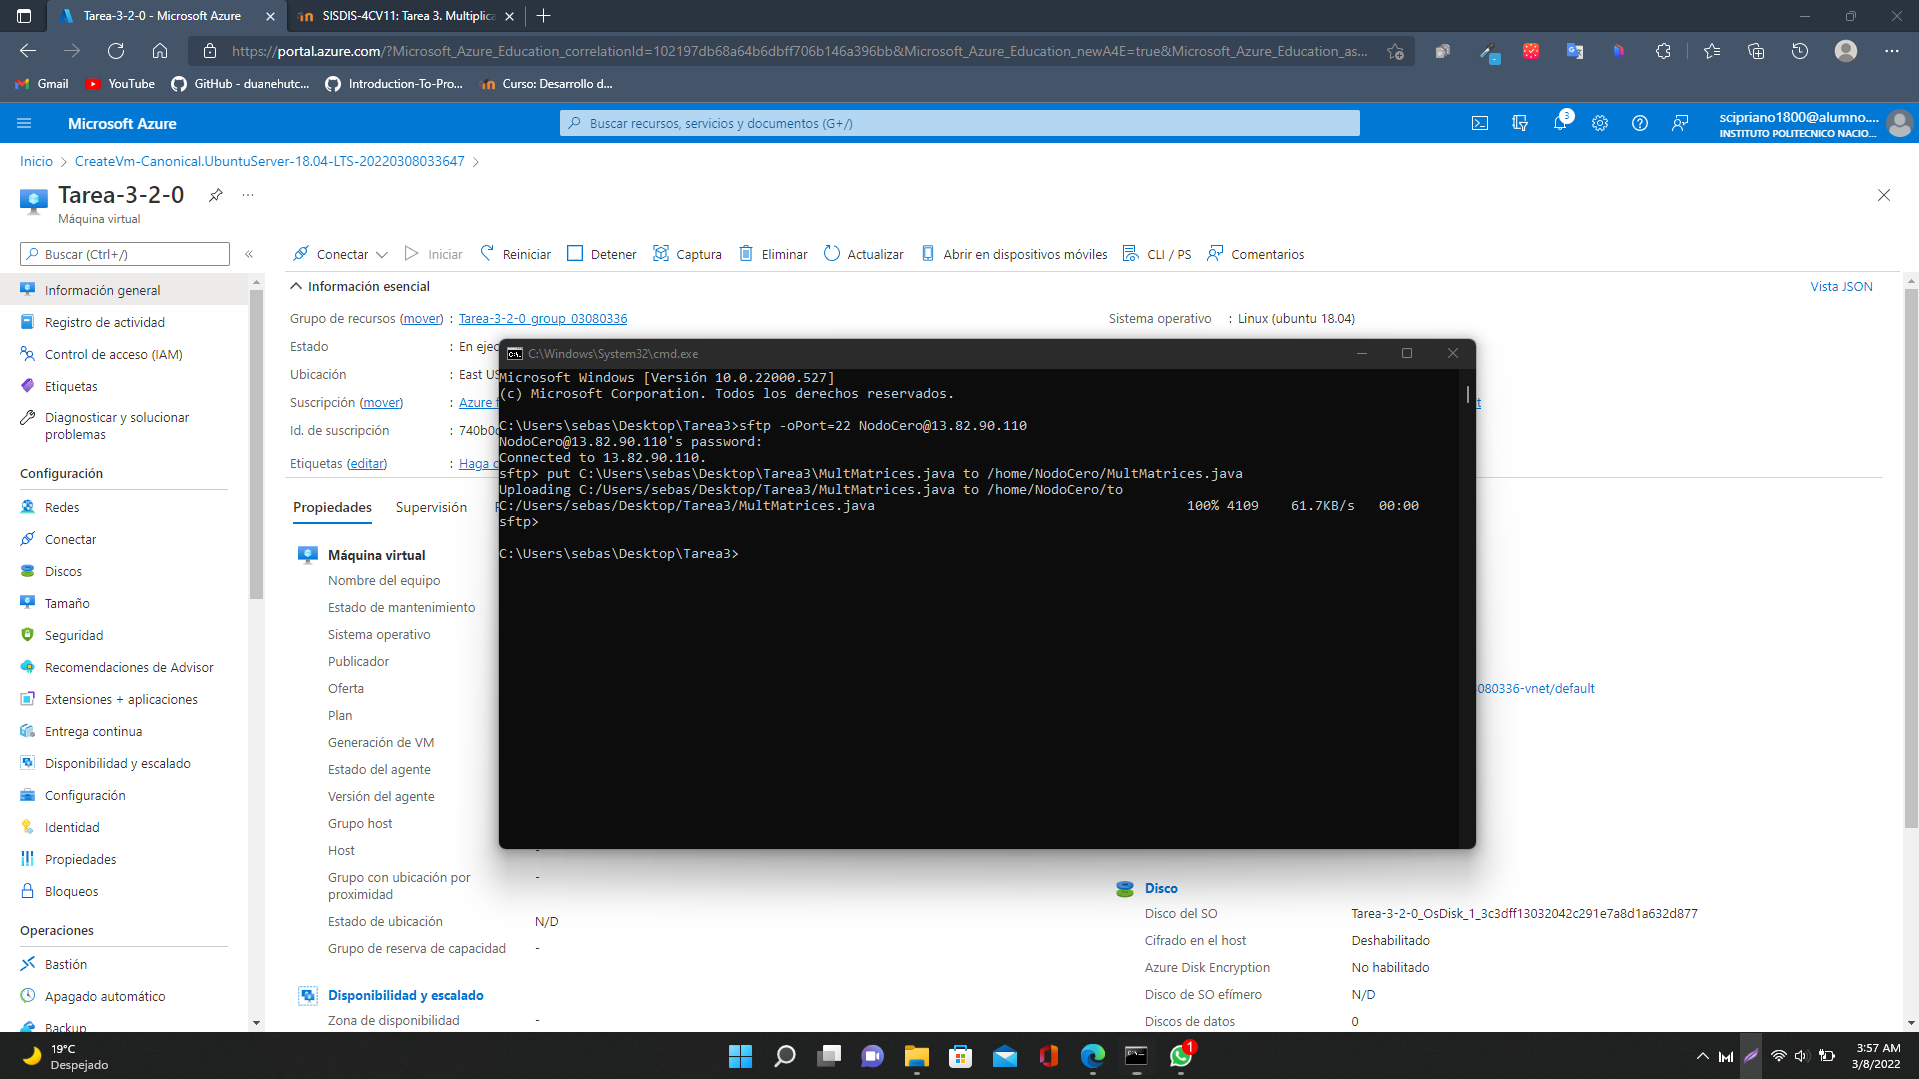 Tarea-3-2-0 - Microsoft Azure
SISDIS-4CV11: Tarea 3. Multiplica
https://portal.azure.com/?Microsoft_Azure_Education_correlationId=102197db68a64b6dbff706b146a396bb&Microsoft_Azure_Education_newA4E=true&Microsoft_Azure_Education_as...
Gmail
YouTube
GitHub - duanehutc...
Introduction-To-Pro...
Curso: Desarrollo d...
Microsoft Azure
Buscar recursos, servicios y documentos (G+/)
3
scipriano1800@alumno....
INSTITUTO POLITECNICO NACIO...
Inicio > CreateVm-Canonical.UbuntuServer-18.04-LTS-20220308033647 >
Tarea-3-2-0
...
Máquina virtual
Buscar (Ctrl+/)
«
Conectar
Iniciar
Reiniciar
Detener
Captura
Eliminar
Actualizar
Abrir en dispositivos móviles
CLI / PS
Comentarios
Información general
Registro de actividad
Control de acceso (IAM)
Etiquetas
Diagnosticar y solucionar
problemas
Configuración
Redes
Conectar
Discos
Tamaño
Seguridad
Recomendaciones de Advisor
Extensiones + aplicaciones
Entrega continua
Disponibilidad y escalado
Configuración
Identidad
Propiedades
Bloqueos
Operaciones
Bastión
Apagado automático
Backup
Información esencial
Vista JSON
Grupo de recursos (mover) : Tarea-3-2-0_group_03080336
Sistema operativo : Linux (ubuntu 18.04)
Estado : En ejec
Ubicación : East US
Suscripción (mover) : Azure
Id. de suscripción : 740b0
Etiquetas (editar) : Haga c
C:\Windows\System32\cmd.exe
Microsoft Windows [Versión 10.0.22000.527]
(c) Microsoft Corporation. Todos los derechos reservados.
C:\Users\sebas\Desktop\Tarea3>sftp -oPort=22 NodoCero@13.82.90.110
NodoCero@13.82.90.110's password:
Connected to 13.82.90.110.
sftp> put C:\Users\sebas\Desktop\Tarea3\MultMatrices.java to /home/NodoCero/MultMatrices.java
Uploading C:/Users/sebas/Desktop/Tarea3/MultMatrices.java to /home/NodoCero/to
C:/Users/sebas/Desktop/Tarea3/MultMatrices.java 100% 4109 61.7KB/s 00:00
sftp>
C:\Users\sebas\Desktop\Tarea3>
Propiedades
Supervisión
Máquina virtual
Nombre del equipo
Estado de mantenimiento
Sistema operativo
Publicador
Oferta
Plan
Generación de VM
Estado del agente
Versión del agente
Grupo host
Host -
Grupo con ubicación por
proximidad -
Estado de ubicación N/D
Grupo de reserva de capacidad -
Disponibilidad y escalado
Zona de disponibilidad -
080336-vnet/default
Disco
Disco del SO Tarea-3-2-0_OsDisk_1_3c3dff13032042c291e7a8d1a632d877
Cifrado en el host Deshabilitado
Azure Disk Encryption No habilitado
Disco de SO efímero N/D
Discos de datos 0
19°C
Despejado
1
3:57 AM
3/8/2022